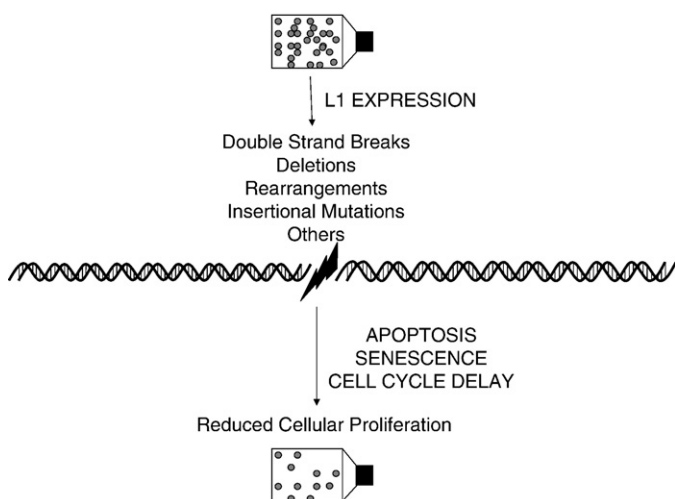 L1 EXPRESSION
Double Strand Breaks
Deletions
Rearrangements
Insertional Mutations
Others
APOPTOSIS
SENESCENCE
CELL CYCLE DELAY
Reduced Cellular Proliferation